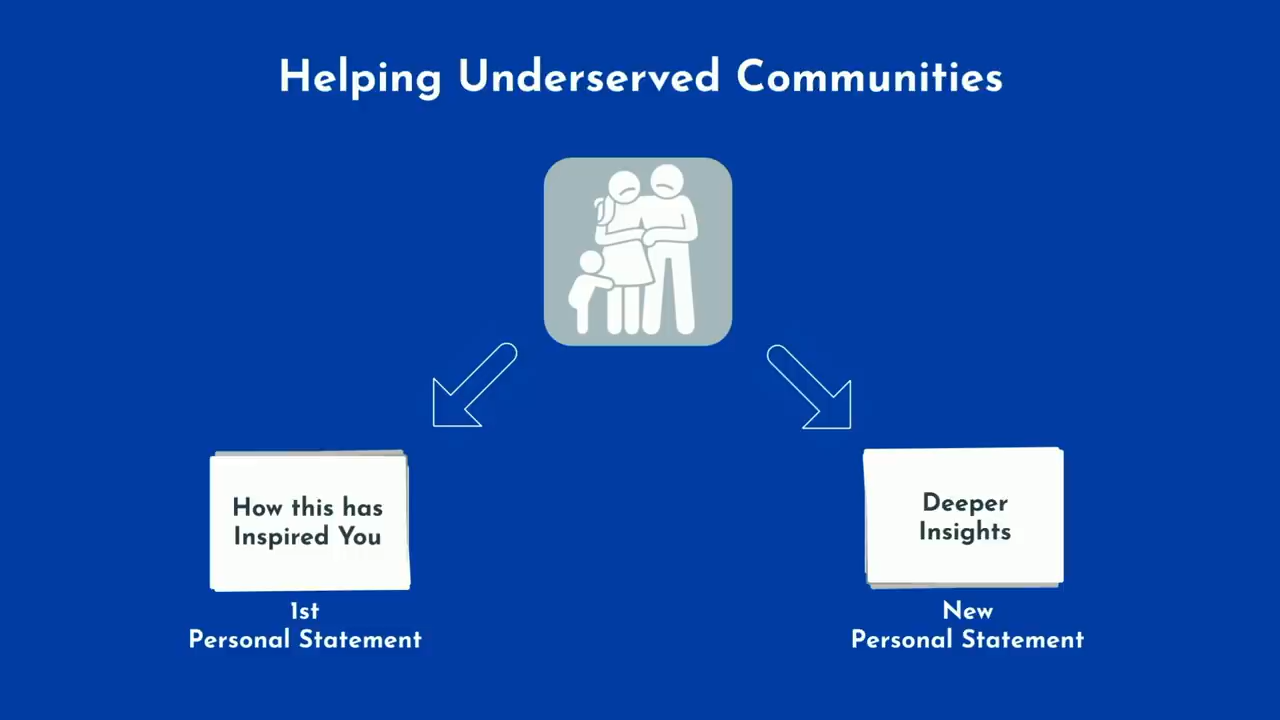 Helping Underserved Communities
How this has
Inspired You
1st
Personal Statement
Deeper
Insights
New
Personal Statement